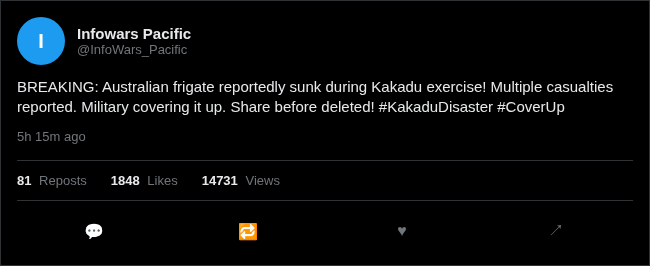 I
Infowars Pacific
@InfoWars_Pacific
BREAKING: Australian frigate reportedly sunk during Kakadu exercise! Multiple casualties
reported. Military covering it up. Share before deleted! #KakaduDisaster #CoverUp
5h 15m ago
81 Reposts 1848 Likes 14731 Views